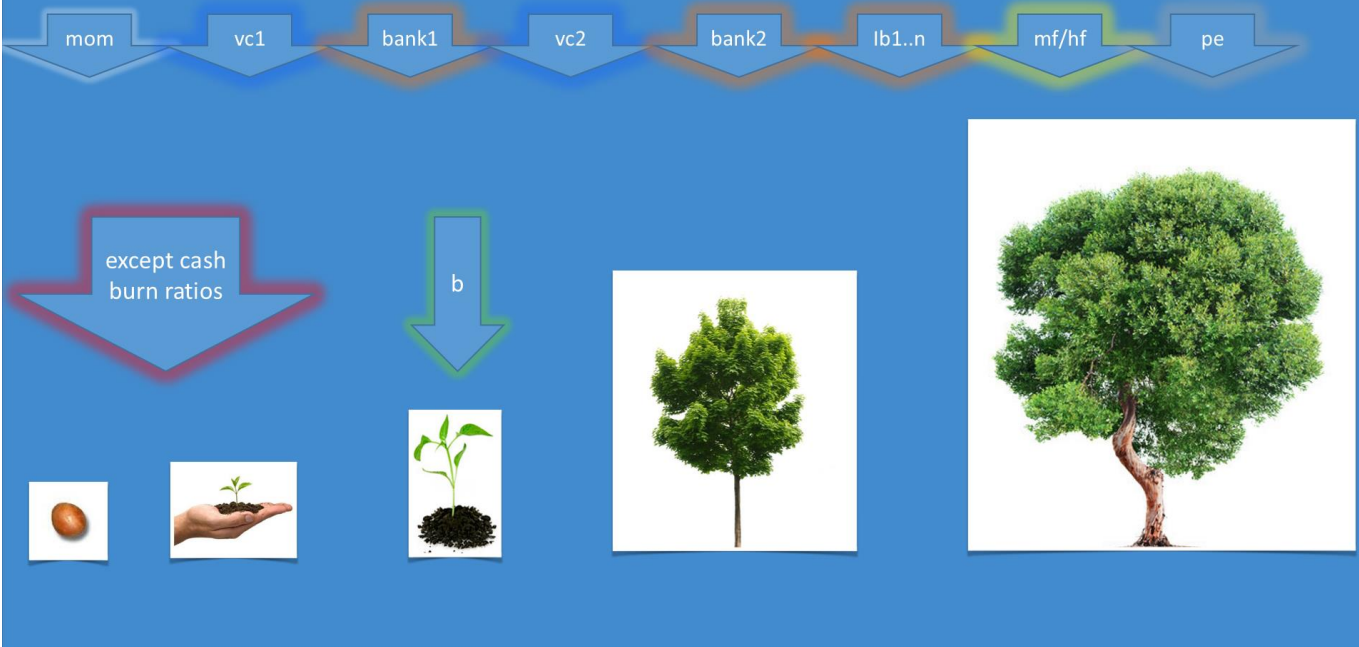 mom
vc1
bank1
vc2
bank2
Ib1..n
mf/hf
pe
except cash
burn ratios
b